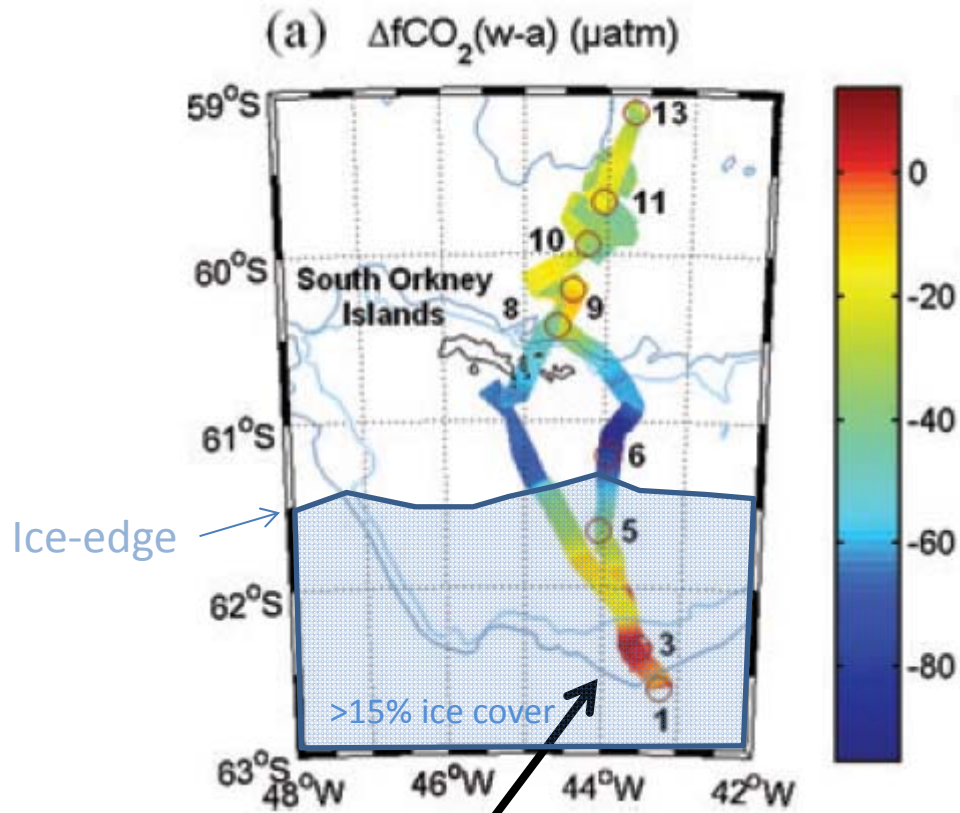 (a) ΔfCO₂(w-a) (µatm)
59°S
13
0
11
10
60°S
-20
South Orkney
Islands
8
9
-40
61°S
6
Ice-edge
5
-60
62°S
3
-80
>15% ice cover
1
63°S
48°W
46°W
44°W
42°W